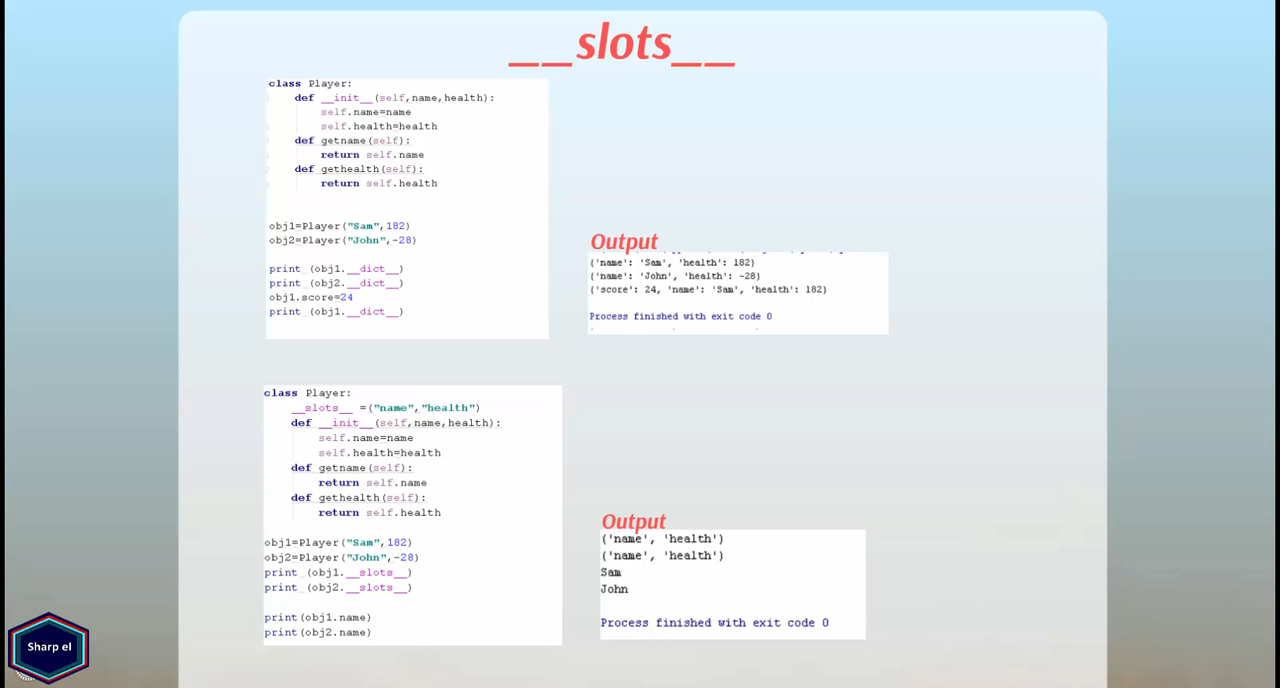 __slots__
class Player:
def __init__(self,name,health):
self.name=name
self.health=health
def getname(self):
return self.name
def gethealth(self):
return self.health
obj1=Player("Sam",182)
obj2=Player("John",-28)
print (obj1.__dict__)
print (obj2.__dict__)
obj1.score=24
print (obj1.__dict__)
Output
{'name': 'Sam', 'health': 182}
{'name': 'John', 'health': -28}
{'score': 24, 'name': 'Sam', 'health': 182}
Process finished with exit code 0
class Player:
__slots__ =("name","health")
def __init__(self,name,health):
self.name=name
self.health=health
def getname(self):
return self.name
def gethealth(self):
return self.health
obj1=Player("Sam",182)
obj2=Player("John",-28)
print (obj1.__slots__)
print (obj2.__slots__)
print(obj1.name)
print(obj2.name)
Output
('name', 'health')
('name', 'health')
Sam
John
Process finished with exit code 0
Sharp el